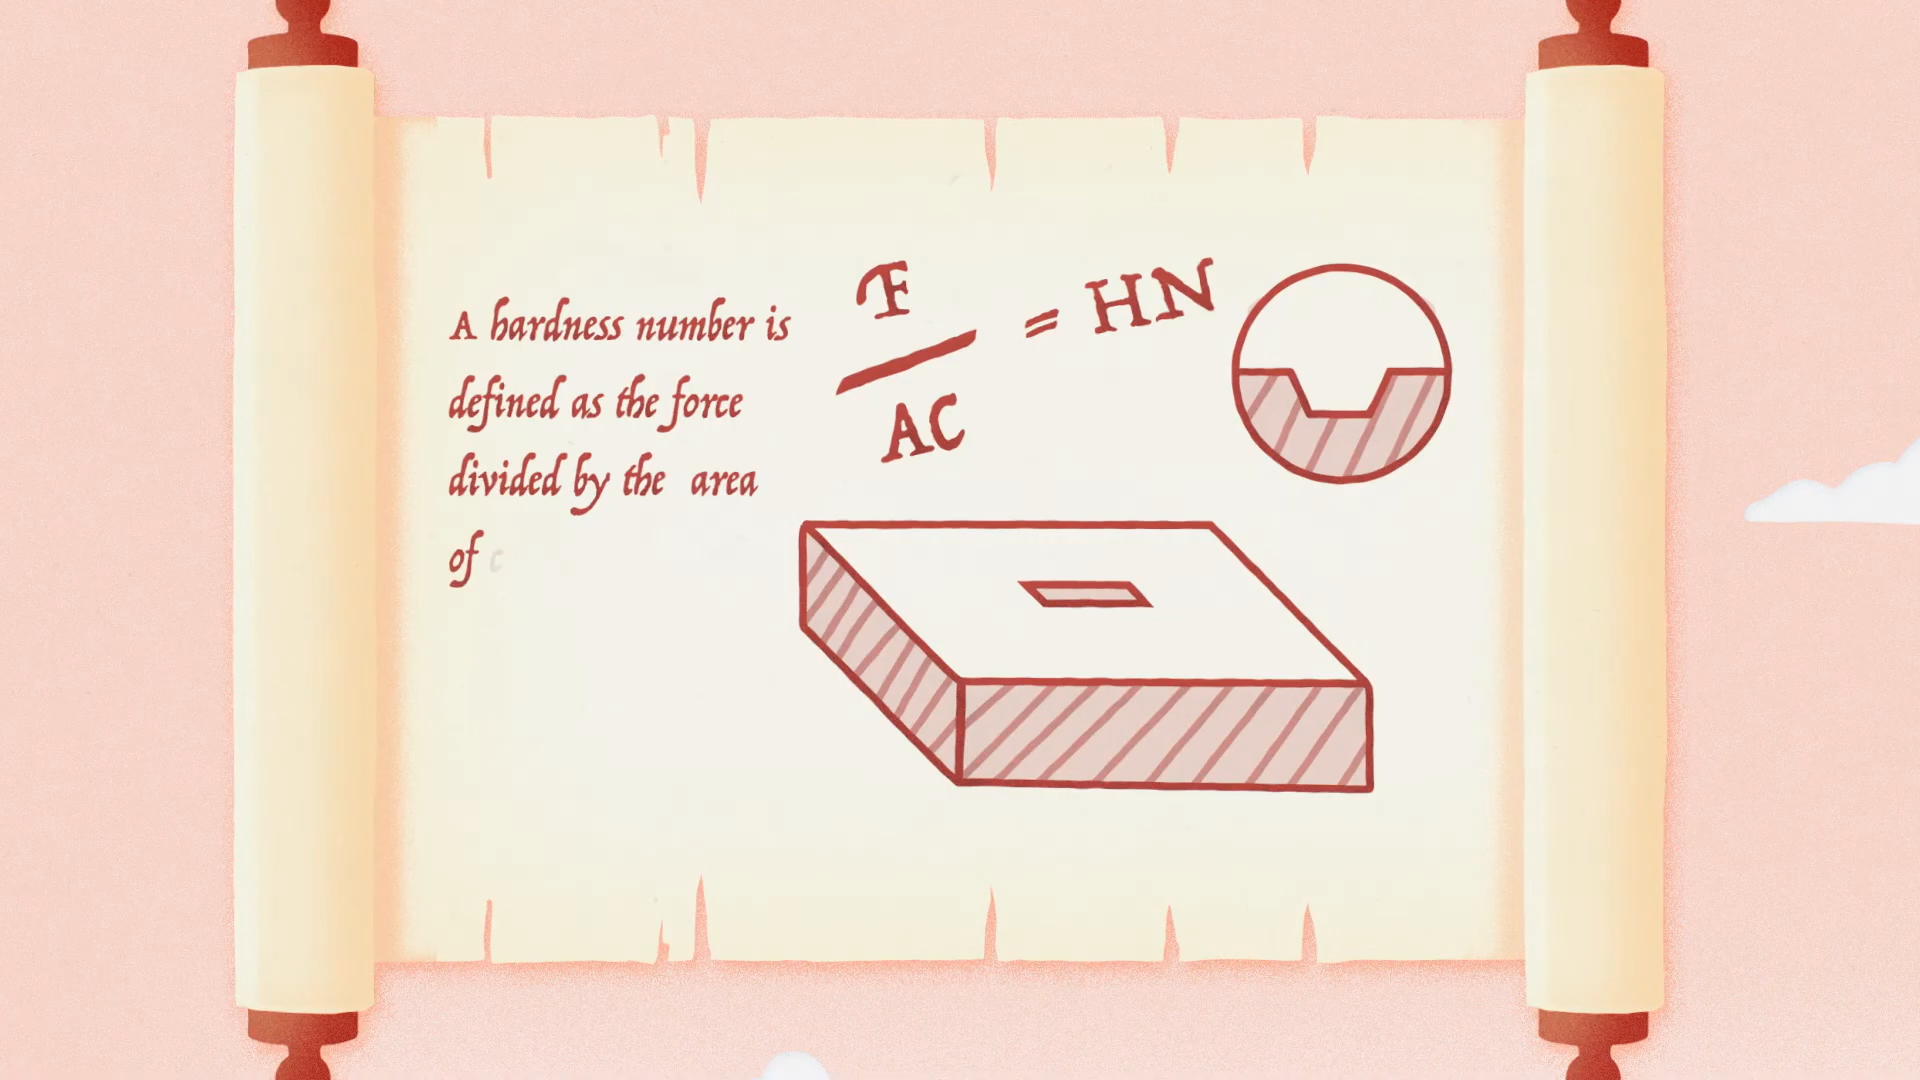 A hardness number is
defined as the force
divided by the area
of c
F
AC
= HN